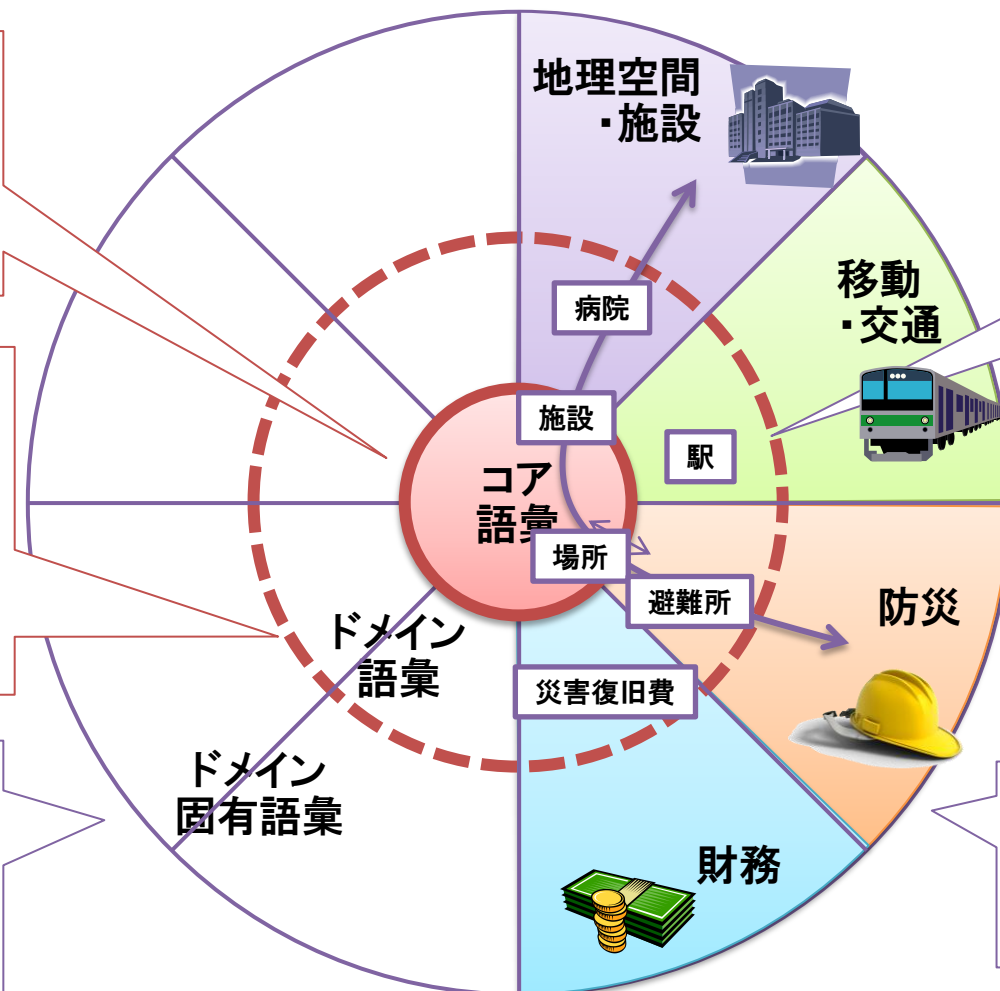 地理空間
・施設
移動
・交通
病院
施設
駅
コア
語彙
場所
避難所
防災
ドメイン
語彙
災害復旧費
ドメイン
固有語彙
財務